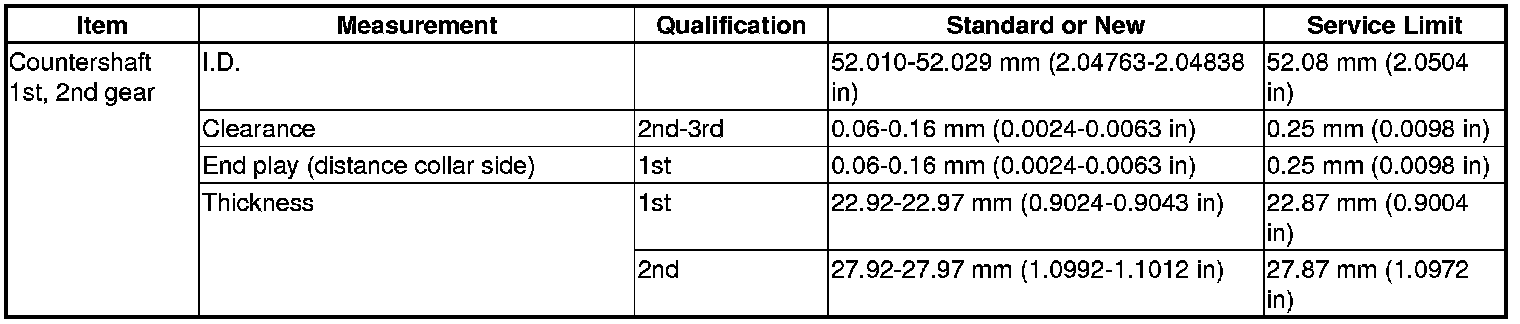 Item Measurement Qualification Standard or New Service Limit
Countershaft I.D. 52.010-52.029 mm (2.04763-2.04838 52.08 mm (2.0504
1st, 2nd gear in) in)
Clearance 2nd-3rd 0.06-0.16 mm (0.0024-0.0063 in) 0.25 mm (0.0098 in)
End play (distance collar side) 1st 0.06-0.16 mm (0.0024-0.0063 in) 0.25 mm (0.0098 in)
Thickness 1st 22.92-22.97 mm (0.9024-0.9043 in) 22.87 mm (0.9004
in)
2nd 27.92-27.97 mm (1.0992-1.1012 in) 27.87 mm (1.0972
in)